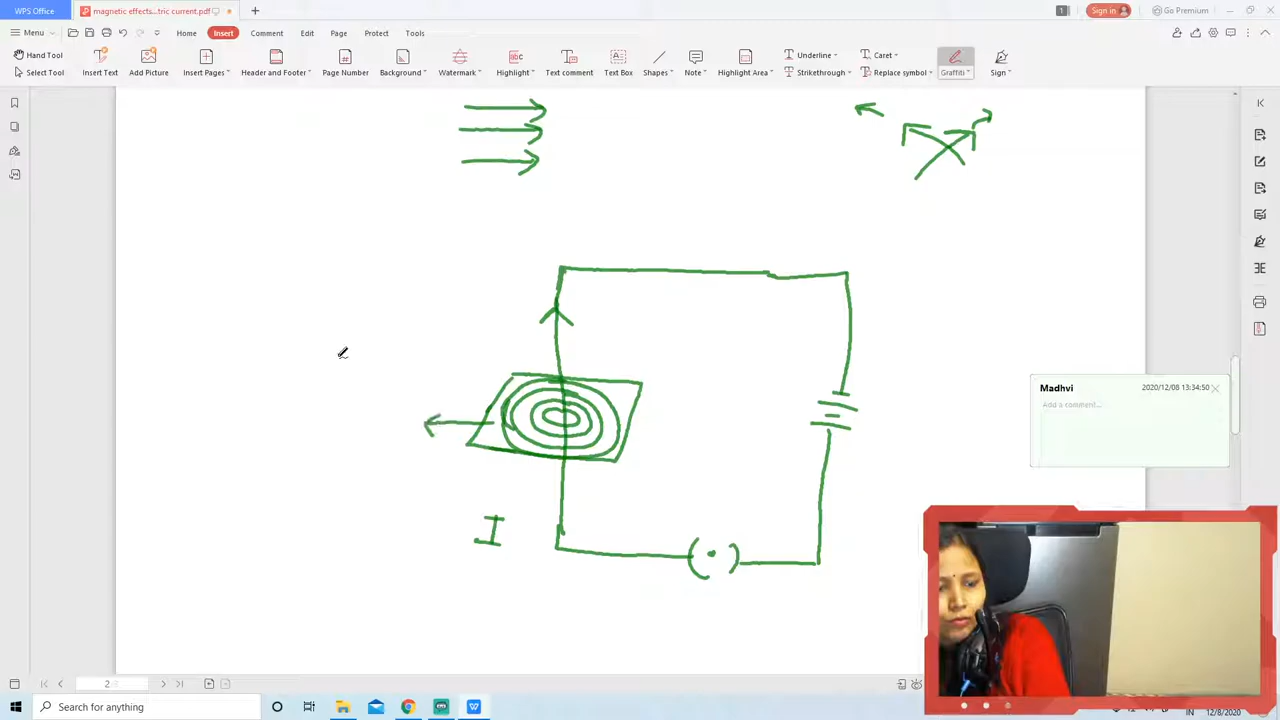 WPS Office
magnetic effects...tric current.pdf
Sign in
Go Premium
Menu
Home
Insert
Comment
Edit
Page
Protect
Tools
Hand Tool
Select Tool
Insert Text
Add Picture
Insert Pages
Header and Footer
Page Number
Background
Watermark
Highlight
Text comment
Text Box
Shapes
Note
Highlight Area
Underline
Strikethrough
Caret
Replace symbol
Graffiti
Sign
Madhvi
2020/12/08 13:34:50
Add a comment...
I
2
Search for anything
IN
12/8/2020